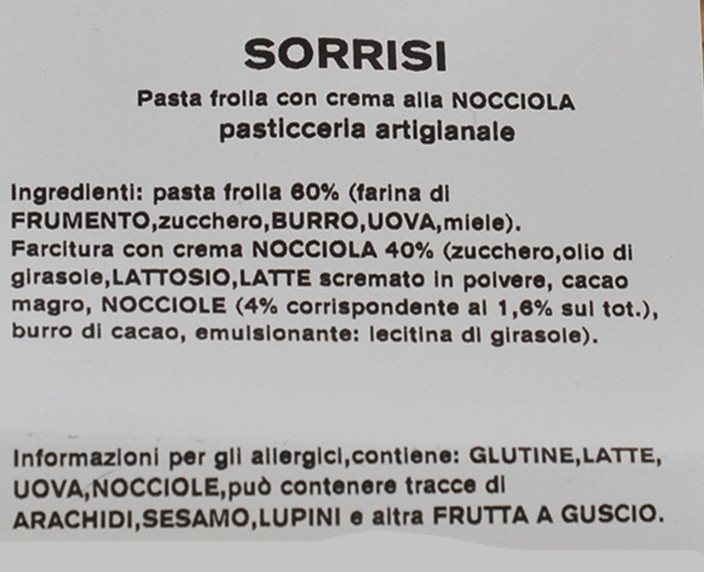 SORRISI
Pasta frolla con crema alla NOCCIOLA
pasticceria artigianale
Ingredienti: pasta frolla 60% (farina di
FRUMENTO,zucchero,BURRO,UOVA,miele).
Farcitura con crema NOCCIOLA 40% (zucchero,olio di
girasole,LATTOSIO,LATTE scremato in polvere, cacao
magro, NOCCIOLE (4% corrispondente al 1,6% sul tot.),
burro di cacao, emulsionante: lecitina di girasole).
Informazioni per gli allergici,contiene: GLUTINE,LATTE,
UOVA,NOCCIOLE,può contenere tracce di
ARACHIDI,SESAMO,LUPINI e altra FRUTTA A GUSCIO.